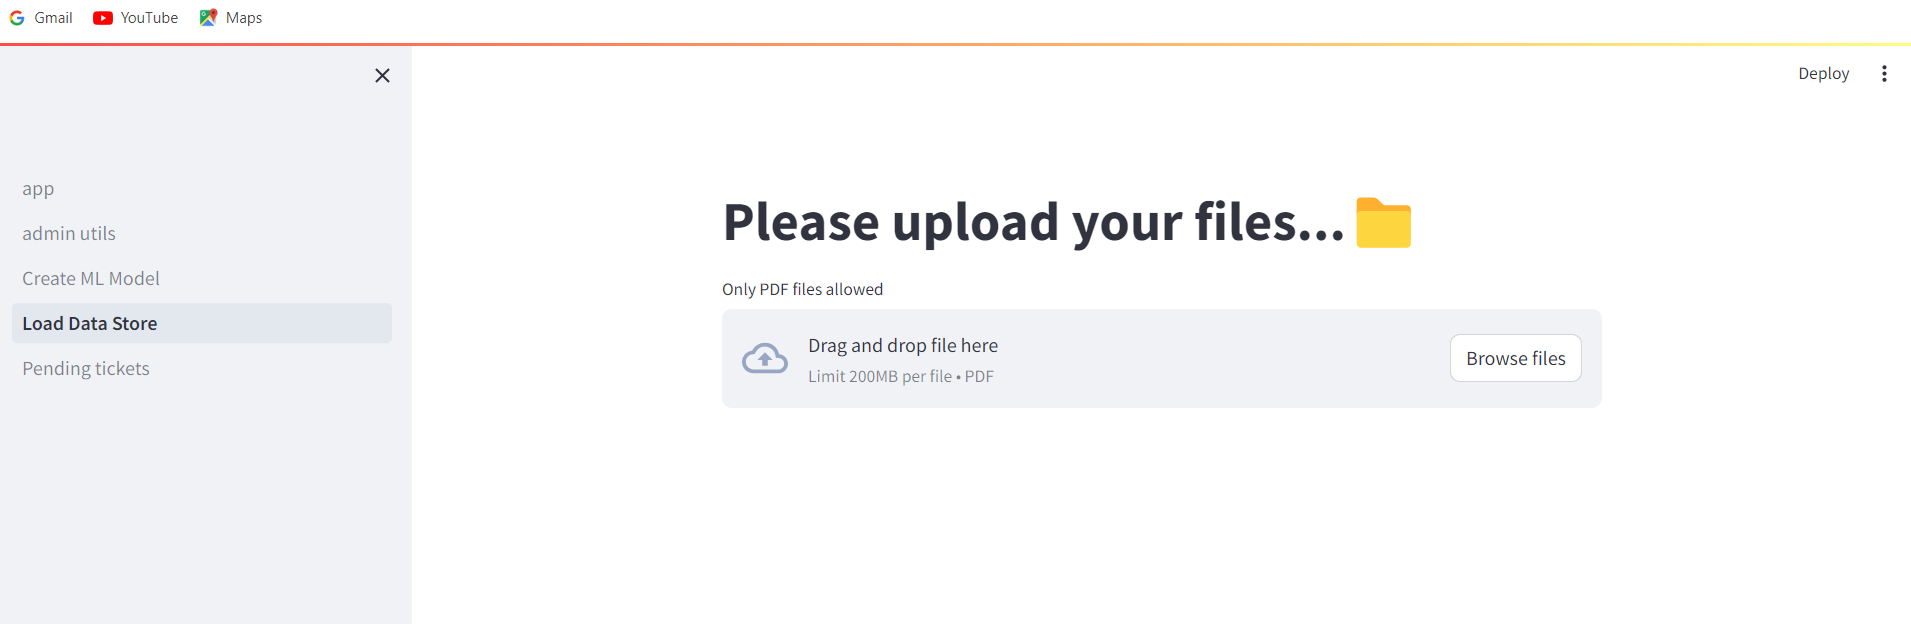 Gmail YouTube Maps
Deploy
app
admin utils
Create ML Model
Load Data Store
Pending tickets
Please upload your files...
Only PDF files allowed
Drag and drop file here
Limit 200MB per file • PDF
Browse files